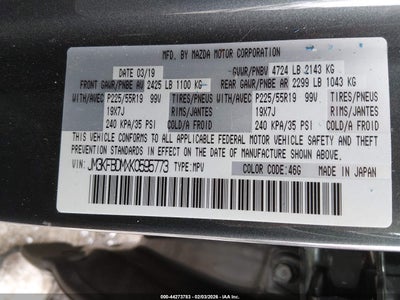 MFD. BY MAZDA MOTOR CORPORATION
DATE 03/19 GVWR/PNBV 4724 LB 2143 KG
FRONT GAWR/PNBE AV 2425 LB 1100 KG REAR GAWR/PNBE AR 2299 LB 1043 KG
WITH/AVEC P225/55R19 99V TIRES/PNEUS WITH/AVEC P225/55R19 99V TIRES/PNEUS
19X7J RIMS/JANTES 19X7J RIMS/JANTES
240 KPA/35 PSI COLD/A FROID 240 KPA/35 PSI COLD/A FROID
THIS VEHICLE CONFORMS TO ALL APPLICABLE FEDERAL MOTOR VEHICLE SAFETY AND
THEFT PREVENTION STANDARDS IN EFFECT ON THE DATE OF MANUFACTURE SHOWN ABOVE.
VIN: JM3KFBDMXK0695773 TYPE: MPV COLOR CODE: 46G MADE IN JAPAN
000-44273783 - 02/03/2026 - IAA Inc.